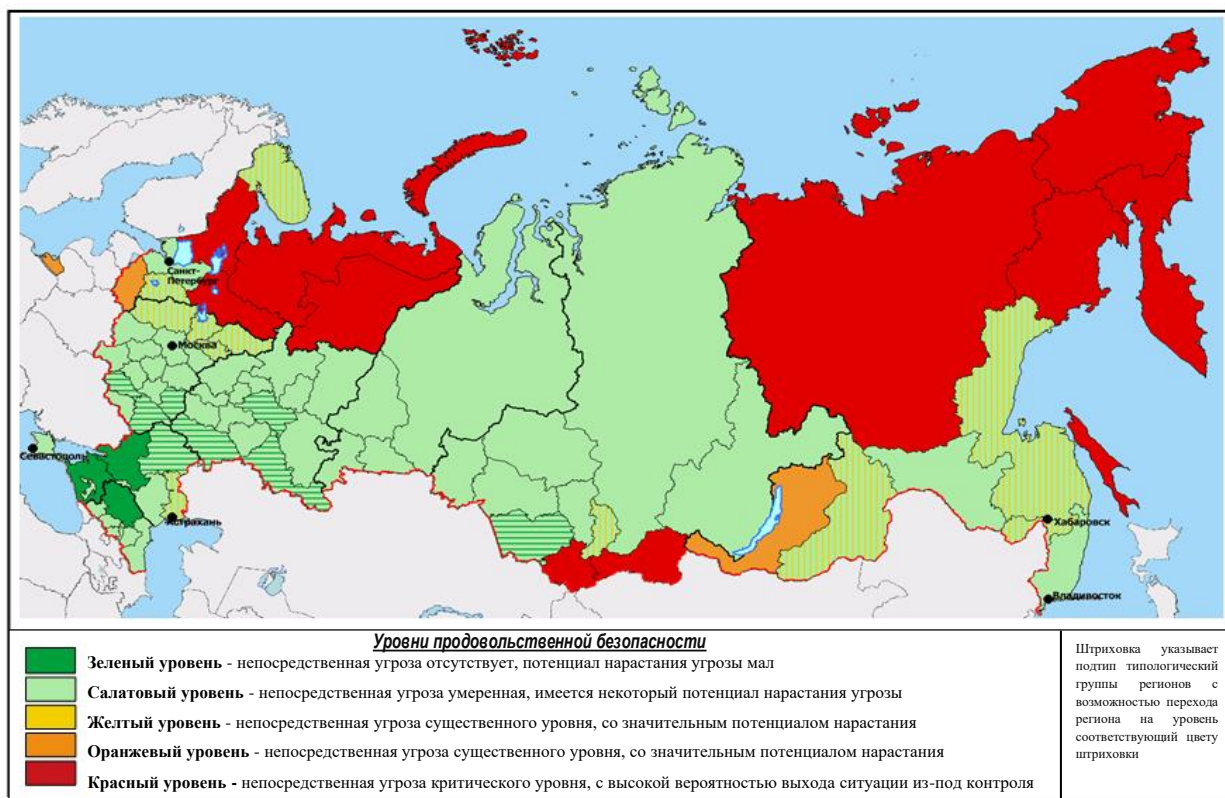 Санкт-
Петербург
Москва
Севастополь
Астрахань
Хабаровск
Владивосток
Уровни продовольственной безопасности
Зеленый уровень - непосредственная угроза отсутствует, потенциал нарастания угрозы мал
Салатовый уровень - непосредственная угроза умеренная, имеется некоторый потенциал нарастания угрозы
Желтый уровень - непосредственная угроза существенного уровня, со значительным потенциалом нарастания
Оранжевый уровень - непосредственная угроза существенного уровня, со значительным потенциалом нарастания
Красный уровень - непосредственная угроза критического уровня, с высокой вероятностью выхода ситуации из-под контроля
Штриховка указывает
подтип типологический
группы регионов с
возможностью перехода
региона на уровень
соответствующий цвету
штриховки